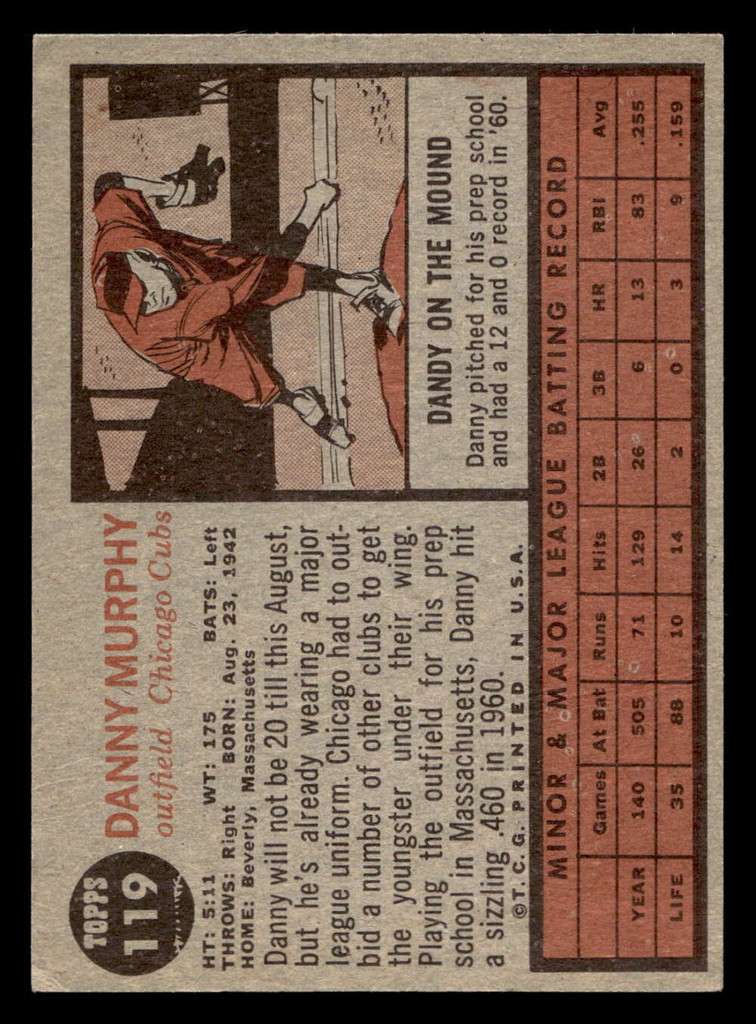 TOPPS
119
DANNY MURPHY
outfield Chicago Cubs
HT: 5:11 WT: 175 BATS: Left
THROWS: Right BORN: Aug. 23, 1942
HOME: Beverly, Massachusetts
Danny will not be 20 till this August,
but he's already wearing a major
league uniform. Chicago had to out-
bid a number of other clubs to get
the youngster under their wing.
Playing the outfield for his prep
school in Massachusetts, Danny hit
a sizzling .460 in 1960.
©T.C.G. PRINTED IN U.S.A.
DANDY ON THE MOUND
Danny pitched for his prep school
and had a 12 and 0 record in '60.
MINOR & MAJOR LEAGUE BATTING RECORD
Games At Bat Runs Hits 2B 3B HR RBI Avg
YEAR 140 505 71 129 26 6 13 83 .255
LIFE 35 88 10 14 2 0 3 9 .159